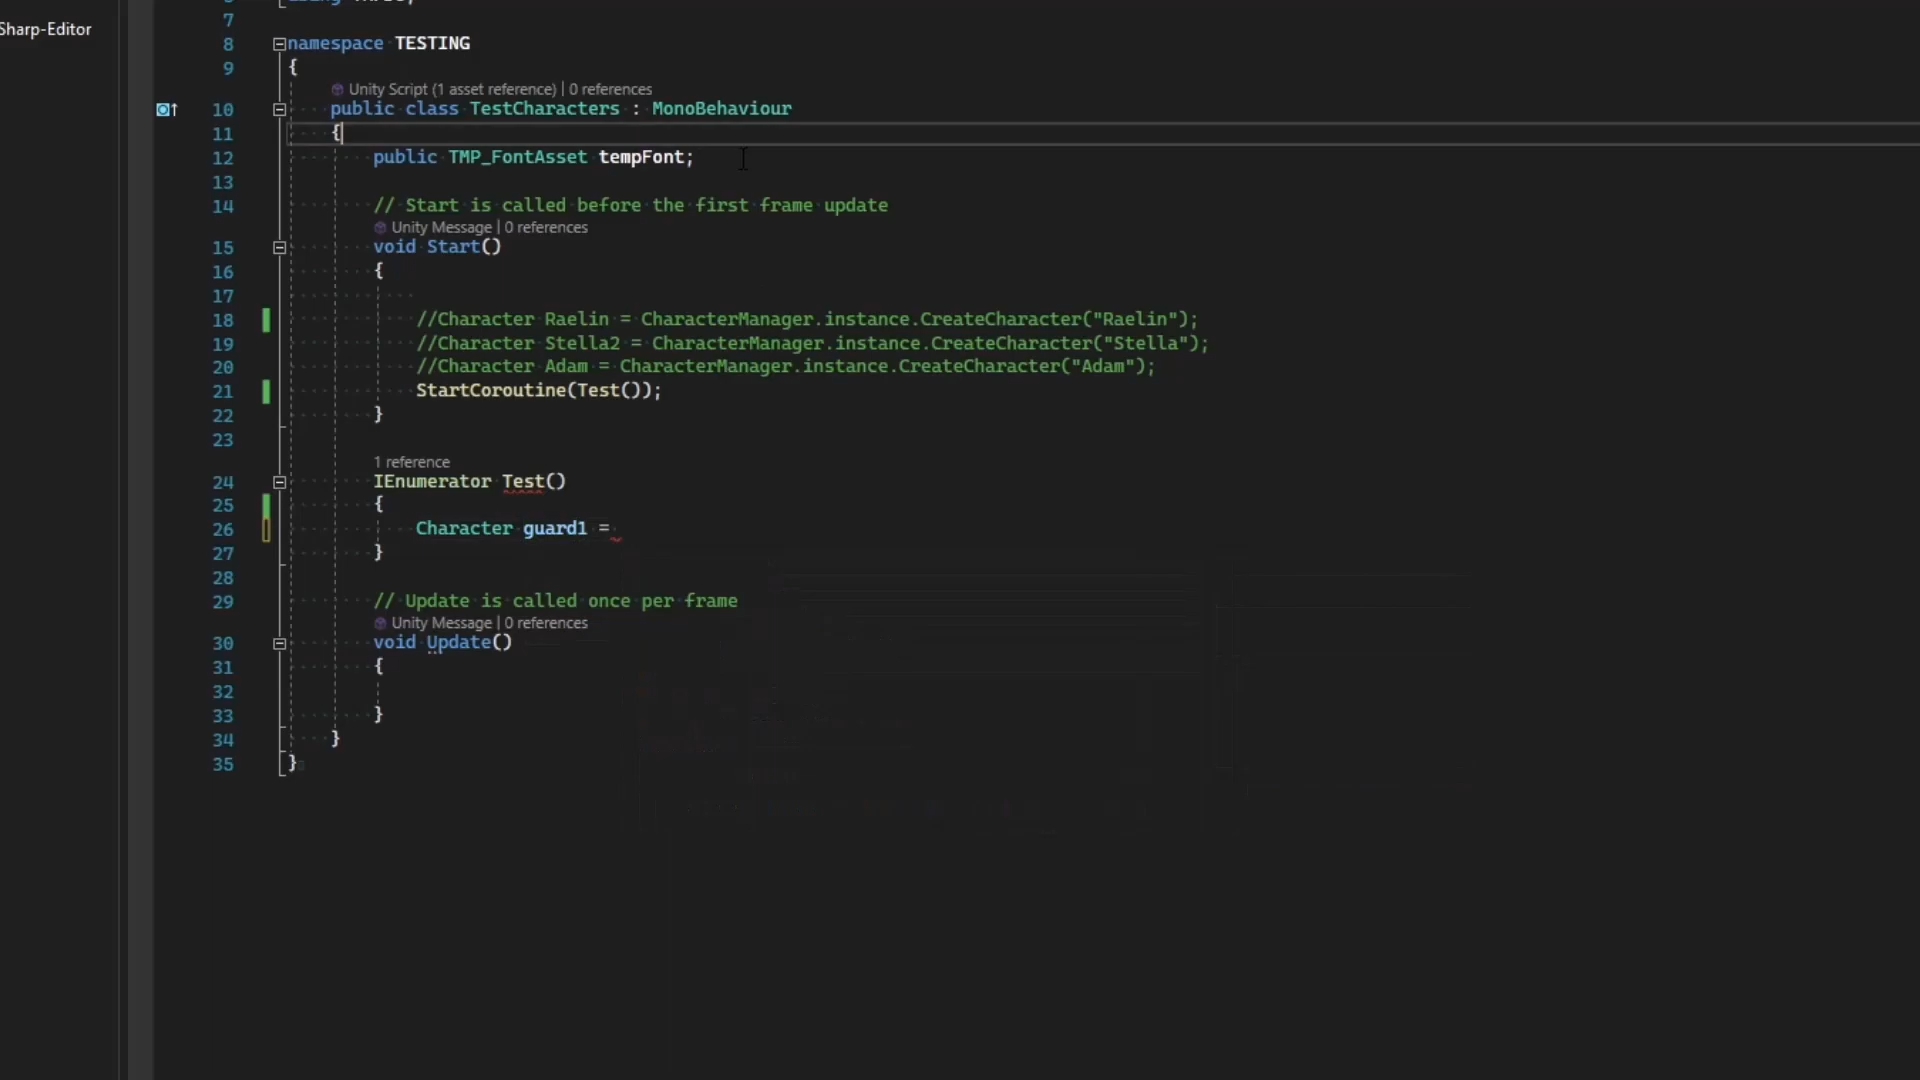 Sharp-Editor
7
8 namespace TESTING
9 {
Unity Script (1 asset reference) | 0 references
10 public class TestCharacters : MonoBehaviour
11 {
12 public TMP_FontAsset tempFont;
13
14 // Start is called before the first frame update
Unity Message | 0 references
15 void Start()
16 {
17
18 //Character Raelin = CharacterManager.instance.CreateCharacter("Raelin");
19 //Character Stella2 = CharacterManager.instance.CreateCharacter("Stella");
20 //Character Adam = CharacterManager.instance.CreateCharacter("Adam");
21 StartCoroutine(Test());
22 }
23
1 reference
24 IEnumerator Test()
25 {
26 Character guard1 =
27 }
28
29 // Update is called once per frame
Unity Message | 0 references
30 void Update()
31 {
32
33 }
34 }
35 }